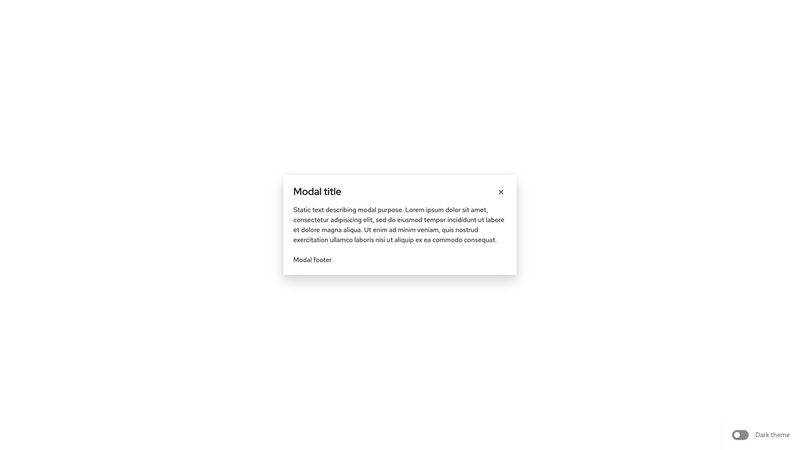 Modal title
Static text describing modal purpose. Lorem ipsum dolor sit amet,
consectetur adipisicing elit, sed do eiusmod tempor incididunt ut labore
et dolore magna aliqua. Ut enim ad minim veniam, quis nostrud
exercitation ullamco laboris nisi ut aliquip ex ea commodo consequat.
Modal footer
Dark theme